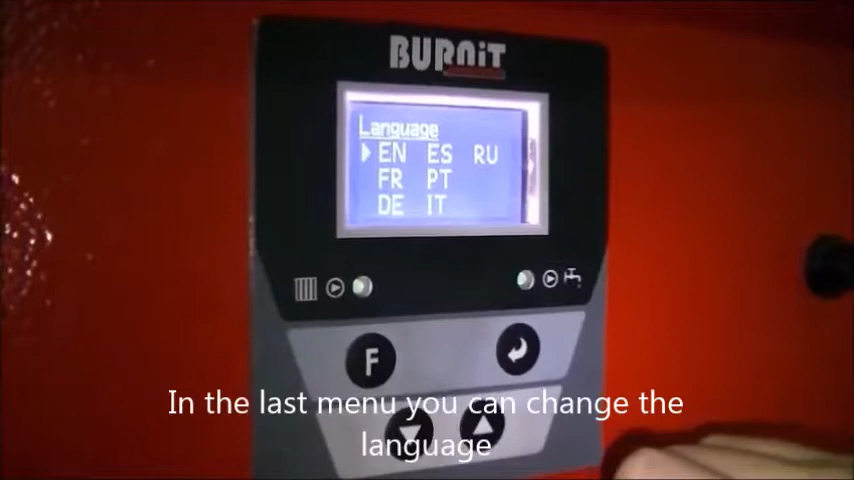 BURNiT
Language
EN ES RU
FR PT
DE IT
F
In the last menu you can change the
language